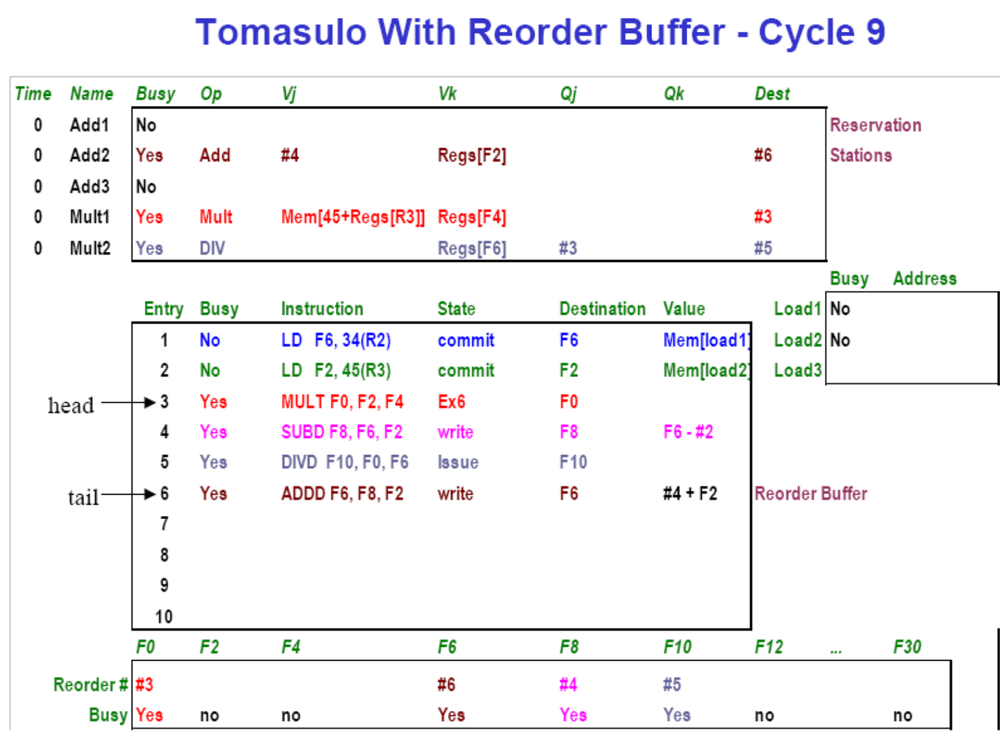 Tomasulo With Reorder Buffer - Cycle 9
Time Name Busy Op Vj Vk Qj Qk Dest
0 Add1 No Reservation
0 Add2 Yes Add #4 Regs[F2] #6 Stations
0 Add3 No
0 Mult1 Yes Mult Mem[45+Regs[R3]] Regs[F4] #3
0 Mult2 Yes DIV Regs[F6] #3 #5
Busy Address
Entry Busy Instruction State Destination Value Load1 No
1 No LD F6, 34(R2) commit F6 Mem[load1] Load2 No
2 No LD F2, 45(R3) commit F2 Mem[load2] Load3
head 3 Yes MULT F0, F2, F4 Ex6 F0
4 Yes SUBD F8, F6, F2 write F8 F6 - #2
5 Yes DIVD F10, F0, F6 Issue F10
tail 6 Yes ADDD F6, F8, F2 write F6 #4 + F2 Reorder Buffer
7
8
9
10
F0 F2 F4 F6 F8 F10 F12 ... F30
Reorder # #3 #6 #4 #5
Busy Yes no no Yes Yes Yes no no